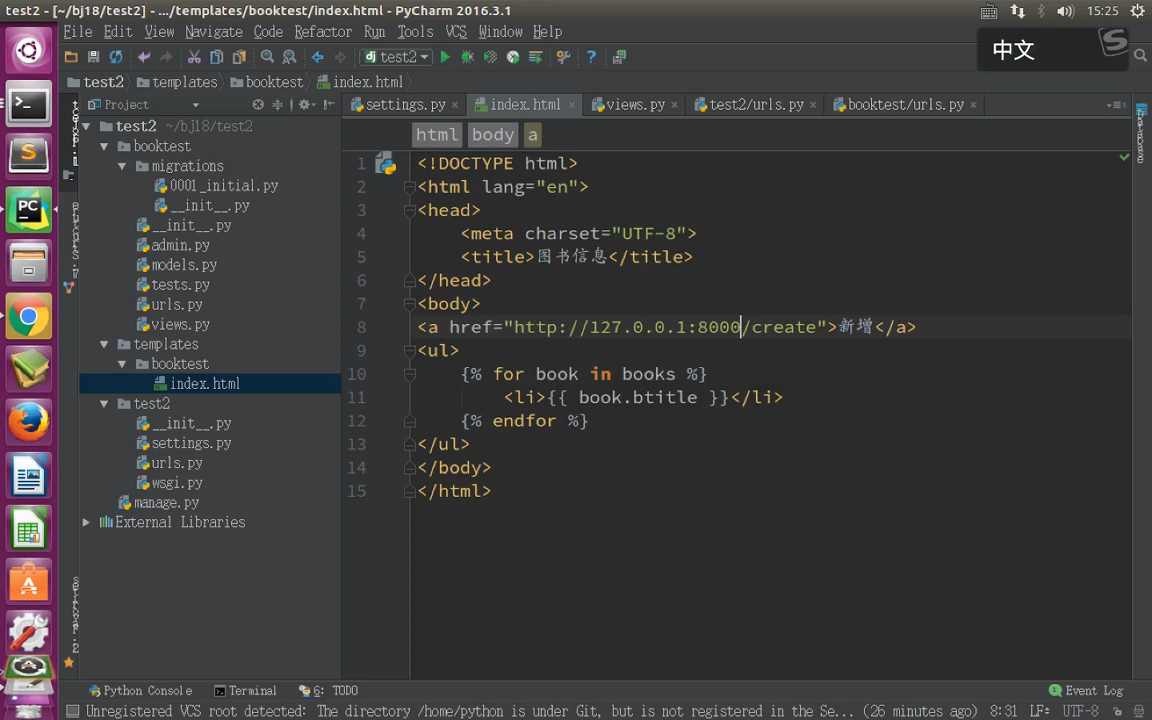 test2 - [~/bj18/test2] - .../templates/booktest/index.html - PyCharm 2016.3.1
15:25
File Edit View Navigate Code Refactor Run Tools VCS Window Help
中文
test2
test2 templates booktest index.html
Project
settings.py index.html views.py test2/urls.py booktest/urls.py
html body a
test2 ~/bj18/test2
booktest
migrations
0001_initial.py
__init__.py
__init__.py
admin.py
models.py
tests.py
urls.py
views.py
templates
booktest
index.html
test2
__init__.py
settings.py
urls.py
wsgi.py
manage.py
External Libraries
1 <!DOCTYPE html>
2 <html lang="en">
3 <head>
4 <meta charset="UTF-8">
5 <title>图书信息</title>
6 </head>
7 <body>
8 <a href="http://127.0.0.1:8000/create">新增</a>
9 <ul>
10 {% for book in books %}
11 <li>{{ book.btitle }}</li>
12 {% endfor %}
13 </ul>
14 </body>
15 </html>
Python Console Terminal 6: TODO Event Log
Unregistered VCS root detected: The directory /home/python is under Git, but is not registered in the Se... (26 minutes ago) 8:31 LF÷ UTF-8